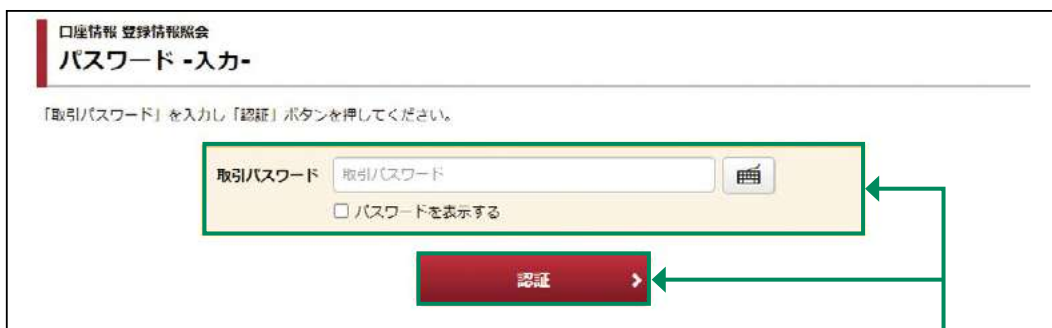 口座情報 登録情報照会
パスワード -入力-
「取引パスワード」を入力し「認証」ボタンを押してください。
取引パスワード 取引パスワード
パスワードを表示する
認証